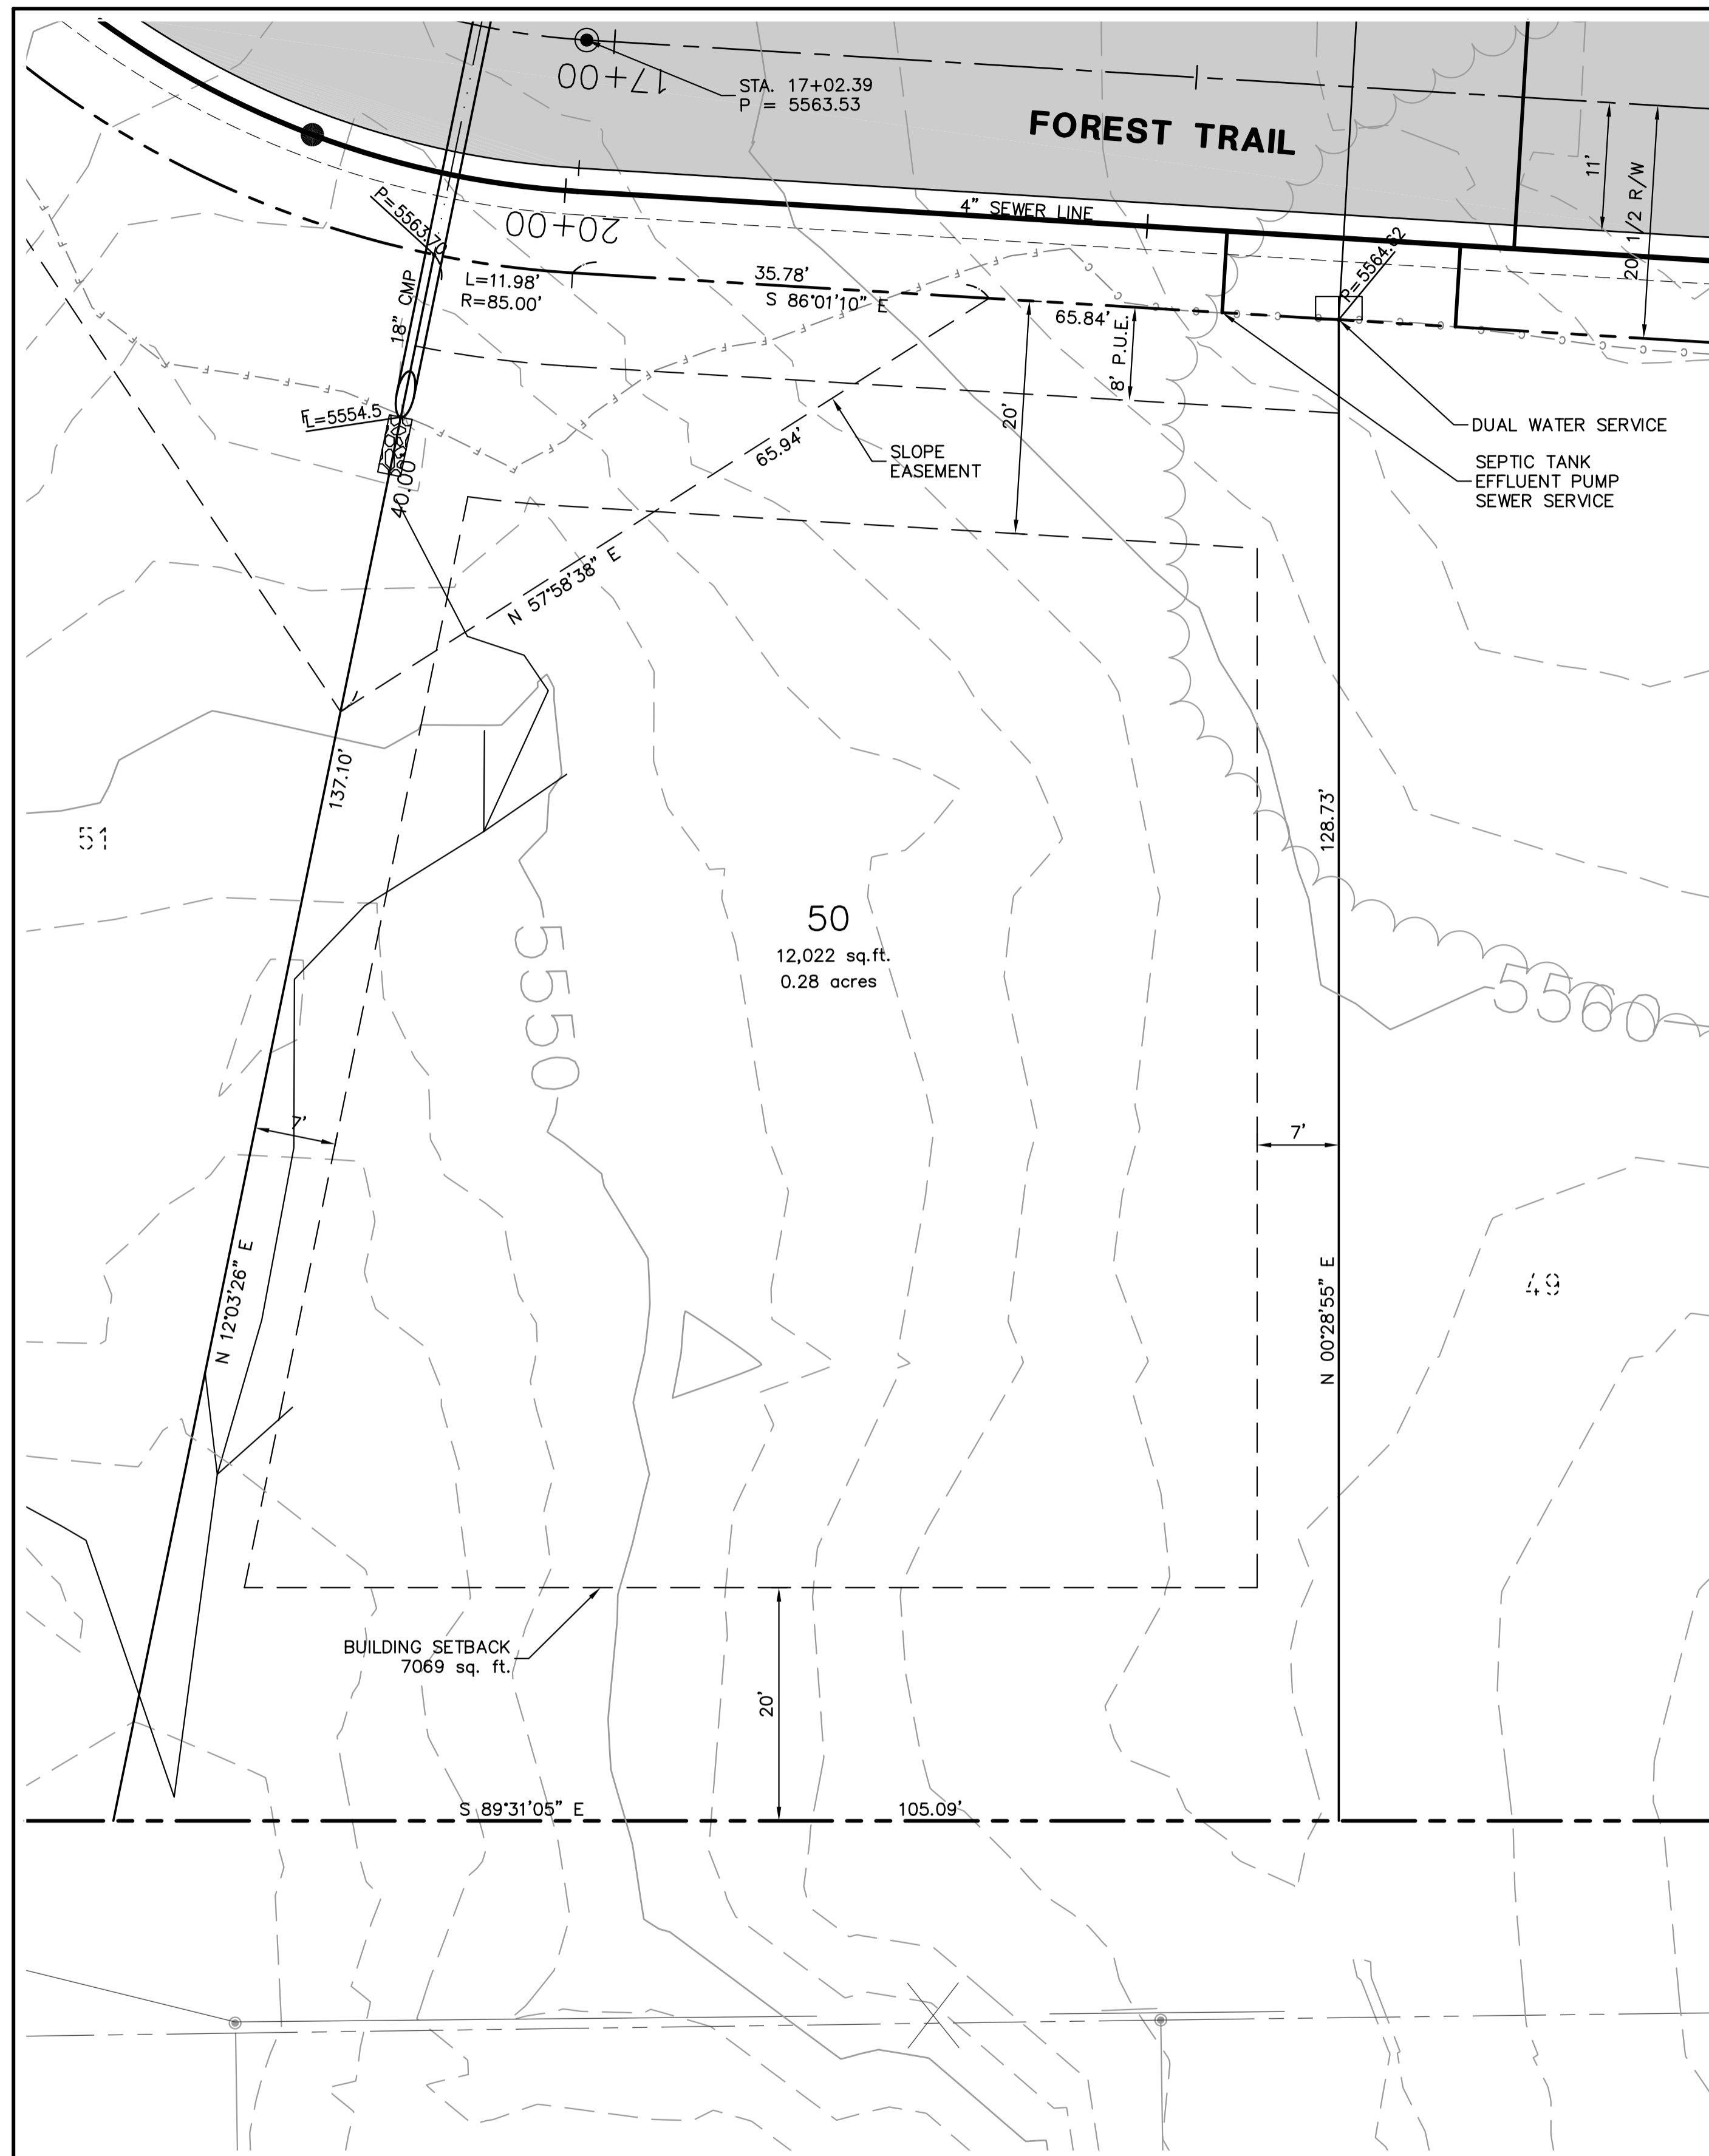 17+00
STA. 17+02.39
P = 5563.53
FOREST TRAIL
11'
20 1/2 R/W
P=5563.70
20+00
4" SEWER LINE
P=5564.62
18" CMP
L=11.98'
R=85.00'
35.78'
S 86°01'10" E
65.84'
8' P.U.E.
20'
DUAL WATER SERVICE
SEPTIC TANK
EFFLUENT PUMP
SEWER SERVICE
SLOPE
EASEMENT
65.94'
N 57°58'38" E
40.00'
137.10'
128.73'
51
50
12,022 sq.ft.
0.28 acres
5550
5560
7'
7'
N 12°03'26" E
N 00°28'55" E
49
BUILDING SETBACK
7069 sq. ft.
20'
S 89°31'05" E
105.09'